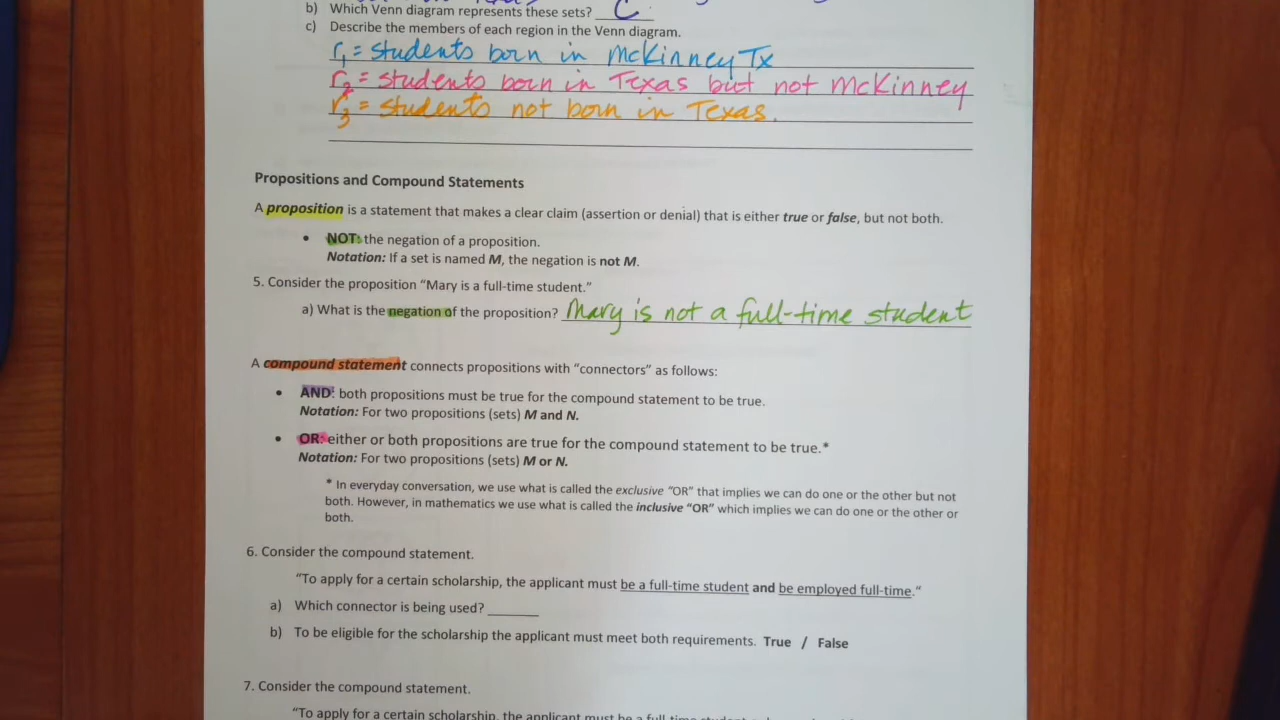 b) Which Venn diagram represents these sets? C
c) Describe the members of each region in the Venn diagram.
r1 = students born in McKinney Tx
r2 = students born in Texas but not McKinney
r3 = students not born in Texas.
Propositions and Compound Statements
A proposition is a statement that makes a clear claim (assertion or denial) that is either true or false, but not both.
• NOT: the negation of a proposition.
Notation: If a set is named M, the negation is not M.
5. Consider the proposition “Mary is a full-time student.”
a) What is the negation of the proposition? Mary is not a full-time student
A compound statement connects propositions with “connectors” as follows:
• AND: both propositions must be true for the compound statement to be true.
Notation: For two propositions (sets) M and N.
• OR: either or both propositions are true for the compound statement to be true.*
Notation: For two propositions (sets) M or N.
* In everyday conversation, we use what is called the exclusive “OR” that implies we can do one or the other but not
both. However, in mathematics we use what is called the inclusive “OR” which implies we can do one or the other or
both.
6. Consider the compound statement.
“To apply for a certain scholarship, the applicant must be a full-time student and be employed full-time.“
a) Which connector is being used? ______
b) To be eligible for the scholarship the applicant must meet both requirements. True / False
7. Consider the compound statement.
“To apply for a certain scholarship, the applicant must be a full